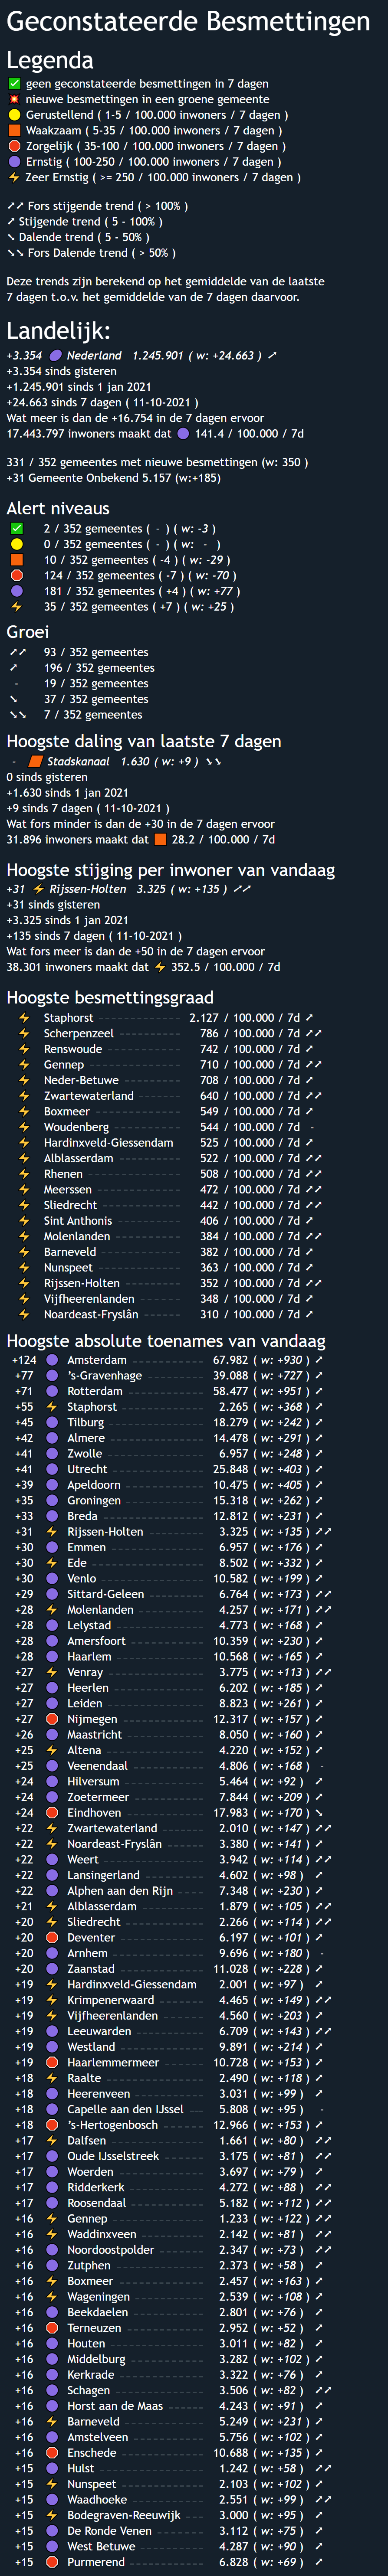 Geconstateerde Besmettingen
Legenda
geen geconstateerde besmettingen in 7 dagen
nieuwe besmettingen in een groene gemeente
Gerustellend ( 1-5 / 100.000 inwoners / 7 dagen )
Waakzaam ( 5-35 / 100.000 inwoners / 7 dagen )
Zorgelijk ( 35-100 / 100.000 inwoners / 7 dagen )
Ernstig ( 100-250 / 100.000 inwoners / 7 dagen )
Zeer Ernstig ( >= 250 / 100.000 inwoners / 7 dagen )
↗↗ Fors stijgende trend ( > 100% )
↗ Stijgende trend ( 5 - 100% )
↘ Dalende trend ( 5 - 50% )
↘↘ Fors Dalende trend ( > 50% )
Deze trends zijn berekend op het gemiddelde van de laatste
7 dagen t.o.v. het gemiddelde van de 7 dagen daarvoor.
Landelijk:
+3.354 Nederland 1.245.901 ( w: +24.663 ) ↗
+3.354 sinds gisteren
+1.245.901 sinds 1 jan 2021
+24.663 sinds 7 dagen ( 11-10-2021 )
Wat meer is dan de +16.754 in de 7 dagen ervoor
17.443.797 inwoners maakt dat 141.4 / 100.000 / 7d
331 / 352 gemeentes met nieuwe besmettingen (w: 350 )
+31 Gemeente Onbekend 5.157 (w:+185)
Alert niveaus
2 / 352 gemeentes ( - ) ( w: -3 )
0 / 352 gemeentes ( - ) ( w: - )
10 / 352 gemeentes ( -4 ) ( w: -29 )
124 / 352 gemeentes ( -7 ) ( w: -70 )
181 / 352 gemeentes ( +4 ) ( w: +77 )
35 / 352 gemeentes ( +7 ) ( w: +25 )
Groei
↗↗ 93 / 352 gemeentes
↗ 196 / 352 gemeentes
- 19 / 352 gemeentes
↘ 37 / 352 gemeentes
↘↘ 7 / 352 gemeentes
Hoogste daling van laatste 7 dagen
- Stadskanaal 1.630 ( w: +9 ) ↘↘
0 sinds gisteren
+1.630 sinds 1 jan 2021
+9 sinds 7 dagen ( 11-10-2021 )
Wat fors minder is dan de +30 in de 7 dagen ervoor
31.896 inwoners maakt dat 28.2 / 100.000 / 7d
Hoogste stijging per inwoner van vandaag
+31 Rijssen-Holten 3.325 ( w: +135 ) ↗↗
+31 sinds gisteren
+3.325 sinds 1 jan 2021
+135 sinds 7 dagen ( 11-10-2021 )
Wat fors meer is dan de +50 in de 7 dagen ervoor
38.301 inwoners maakt dat 352.5 / 100.000 / 7d
Hoogste besmettingsgraad
Staphorst 2.127 / 100.000 / 7d ↗
Scherpenzeel 786 / 100.000 / 7d ↗↗
Renswoude 742 / 100.000 / 7d ↗
Gennep 710 / 100.000 / 7d ↗↗
Neder-Betuwe 708 / 100.000 / 7d ↗
Zwartewaterland 640 / 100.000 / 7d ↗↗
Boxmeer 549 / 100.000 / 7d ↗
Woudenberg 544 / 100.000 / 7d -
Hardinxveld-Giessendam 525 / 100.000 / 7d ↗
Alblasserdam 522 / 100.000 / 7d ↗↗
Rhenen 508 / 100.000 / 7d ↗↗
Meerssen 472 / 100.000 / 7d ↗↗
Sliedrecht 442 / 100.000 / 7d ↗↗
Sint Anthonis 406 / 100.000 / 7d ↗
Molenlanden 384 / 100.000 / 7d ↗↗
Barneveld 382 / 100.000 / 7d ↗
Nunspeet 363 / 100.000 / 7d ↗
Rijssen-Holten 352 / 100.000 / 7d ↗↗
Vijfheerenlanden 348 / 100.000 / 7d ↗
Noardeast-Fryslân 310 / 100.000 / 7d ↗
Hoogste absolute toenames van vandaag
+124 Amsterdam 67.982 ( w: +930 ) ↗
+77 's-Gravenhage 39.088 ( w: +727 ) ↗
+71 Rotterdam 58.477 ( w: +951 ) ↗
+55 Staphorst 2.265 ( w: +368 ) ↗
+45 Tilburg 18.279 ( w: +242 ) ↗
+42 Almere 14.478 ( w: +291 ) ↗
+41 Zwolle 6.957 ( w: +248 ) ↗
+41 Utrecht 25.848 ( w: +403 ) ↗
+39 Apeldoorn 10.475 ( w: +405 ) ↗
+35 Groningen 15.318 ( w: +262 ) ↗
+33 Breda 12.812 ( w: +231 ) ↗
+31 Rijssen-Holten 3.325 ( w: +135 ) ↗↗
+30 Emmen 6.957 ( w: +176 ) ↗
+30 Ede 8.502 ( w: +332 ) ↗
+30 Venlo 10.582 ( w: +199 ) ↗
+29 Sittard-Geleen 6.764 ( w: +173 ) ↗↗
+28 Molenlanden 4.257 ( w: +171 ) ↗↗
+28 Lelystad 4.773 ( w: +168 ) ↗
+28 Amersfoort 10.359 ( w: +230 ) ↗
+28 Haarlem 10.568 ( w: +165 ) ↗
+27 Venray 3.775 ( w: +113 ) ↗↗
+27 Heerlen 6.202 ( w: +185 ) ↗
+27 Leiden 8.823 ( w: +261 ) ↗
+27 Nijmegen 12.317 ( w: +157 ) ↗
+26 Maastricht 8.050 ( w: +160 ) ↗
+25 Altena 4.220 ( w: +152 ) ↗
+25 Veenendaal 4.806 ( w: +168 ) -
+24 Hilversum 5.464 ( w: +92 ) ↗
+24 Zoetermeer 7.844 ( w: +209 ) ↗
+24 Eindhoven 17.983 ( w: +170 ) ↘
+22 Zwartewaterland 2.010 ( w: +147 ) ↗↗
+22 Noardeast-Fryslân 3.380 ( w: +141 ) ↗
+22 Weert 3.942 ( w: +114 ) ↗↗
+22 Lansingerland 4.602 ( w: +98 ) ↗
+22 Alphen aan den Rijn 7.348 ( w: +230 ) ↗
+21 Alblasserdam 1.879 ( w: +105 ) ↗↗
+20 Sliedrecht 2.266 ( w: +114 ) ↗↗
+20 Deventer 6.197 ( w: +101 ) ↗
+20 Arnhem 9.696 ( w: +180 ) -
+20 Zaanstad 11.028 ( w: +228 ) ↗
+19 Hardinxveld-Giessendam 2.001 ( w: +97 ) ↗
+19 Krimpenerwaard 4.465 ( w: +149 ) ↗↗
+19 Vijfheerenlanden 4.560 ( w: +203 ) ↗
+19 Leeuwarden 6.709 ( w: +143 ) ↗↗
+19 Westland 9.891 ( w: +214 ) ↗
+19 Haarlemmermeer 10.728 ( w: +153 ) ↗
+18 Raalte 2.490 ( w: +118 ) ↗
+18 Heerenveen 3.031 ( w: +99 ) ↗
+18 Capelle aan den IJssel 5.808 ( w: +95 ) -
+18 's-Hertogenbosch 12.966 ( w: +153 ) ↗
+17 Dalfsen 1.661 ( w: +80 ) ↗↗
+17 Oude IJsselstreek 3.175 ( w: +81 ) ↗↗
+17 Woerden 3.697 ( w: +79 ) ↗
+17 Ridderkerk 4.272 ( w: +88 ) ↗↗
+17 Roosendaal 5.182 ( w: +112 ) ↗↗
+16 Gennep 1.233 ( w: +122 ) ↗↗
+16 Waddinxveen 2.142 ( w: +81 ) ↗↗
+16 Noordoostpolder 2.347 ( w: +73 ) ↗↗
+16 Zutphen 2.373 ( w: +58 ) ↗
+16 Boxmeer 2.457 ( w: +163 ) ↗
+16 Wageningen 2.539 ( w: +108 ) ↗
+16 Beekdaelen 2.801 ( w: +76 ) ↗
+16 Terneuzen 2.952 ( w: +52 ) ↗
+16 Houten 3.011 ( w: +82 ) ↗
+16 Middelburg 3.282 ( w: +102 ) ↗
+16 Kerkrade 3.322 ( w: +76 ) ↗
+16 Schagen 3.506 ( w: +82 ) ↗↗
+16 Horst aan de Maas 4.243 ( w: +91 ) ↗
+16 Barneveld 5.249 ( w: +231 ) ↗
+16 Amstelveen 5.756 ( w: +102 ) ↗
+16 Enschede 10.688 ( w: +135 ) ↗
+15 Hulst 1.242 ( w: +58 ) ↗↗
+15 Nunspeet 2.103 ( w: +102 ) ↗
+15 Waadhoeke 2.551 ( w: +99 ) ↗↗
+15 Bodegraven-Reeuwijk 3.000 ( w: +95 ) ↗
+15 De Ronde Venen 3.112 ( w: +75 ) ↗
+15 West Betuwe 4.287 ( w: +90 ) ↗
+15 Purmerend 6.828 ( w: +69 ) ↗